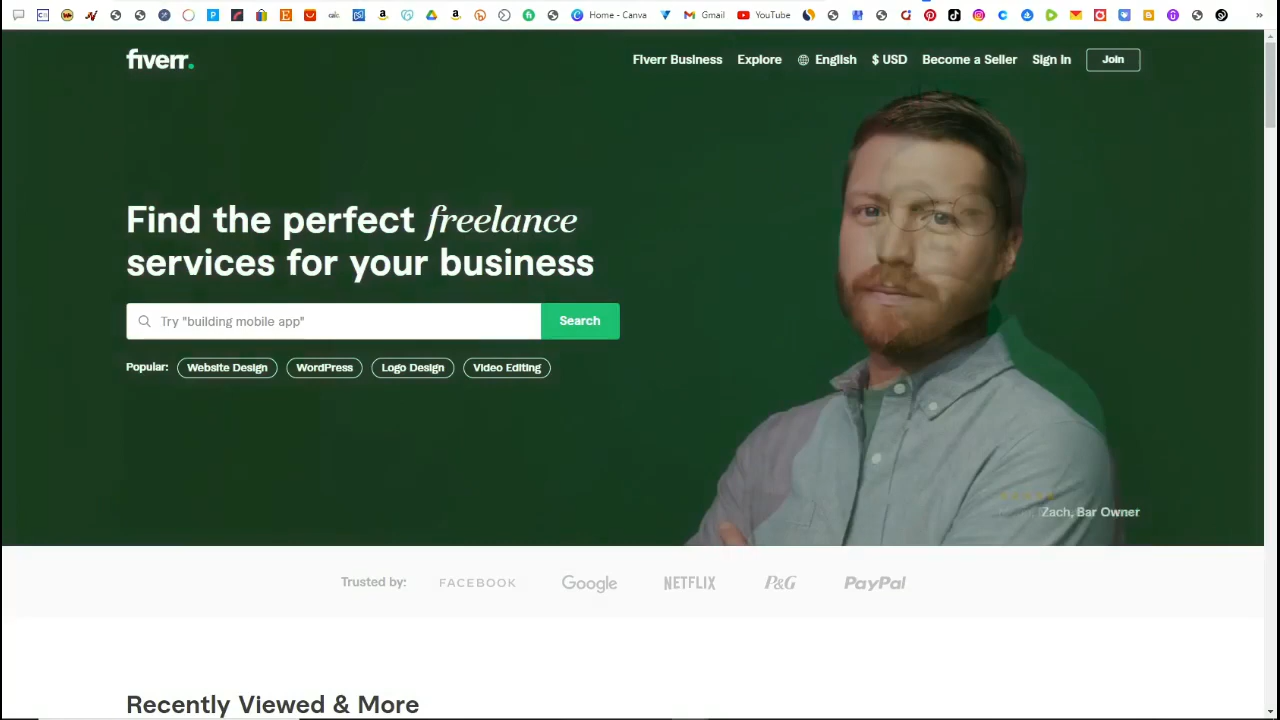 Home - Canva
Gmail
YouTube
»
fiverr.
Fiverr Business
Explore
English
$ USD
Become a Seller
Sign in
Join
Find the perfect freelance
services for your business
Try "building mobile app"
Search
Popular:
Website Design
WordPress
Logo Design
Video Editing
Zach, Bar Owner
Trusted by:
FACEBOOK
Google
NETFLIX
P&G
PayPal
Recently Viewed & More